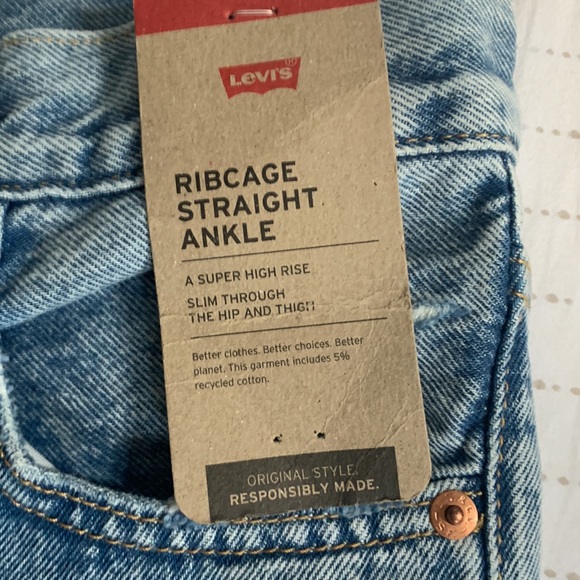 Levi's®
RIBCAGE
STRAIGHT
ANKLE
A SUPER HIGH RISE
SLIM THROUGH
THE HIP AND THIGH
Better clothes. Better choices. Better
planet. This garment includes 5%
recycled cotton.
ORIGINAL STYLE.
RESPONSIBLY MADE.